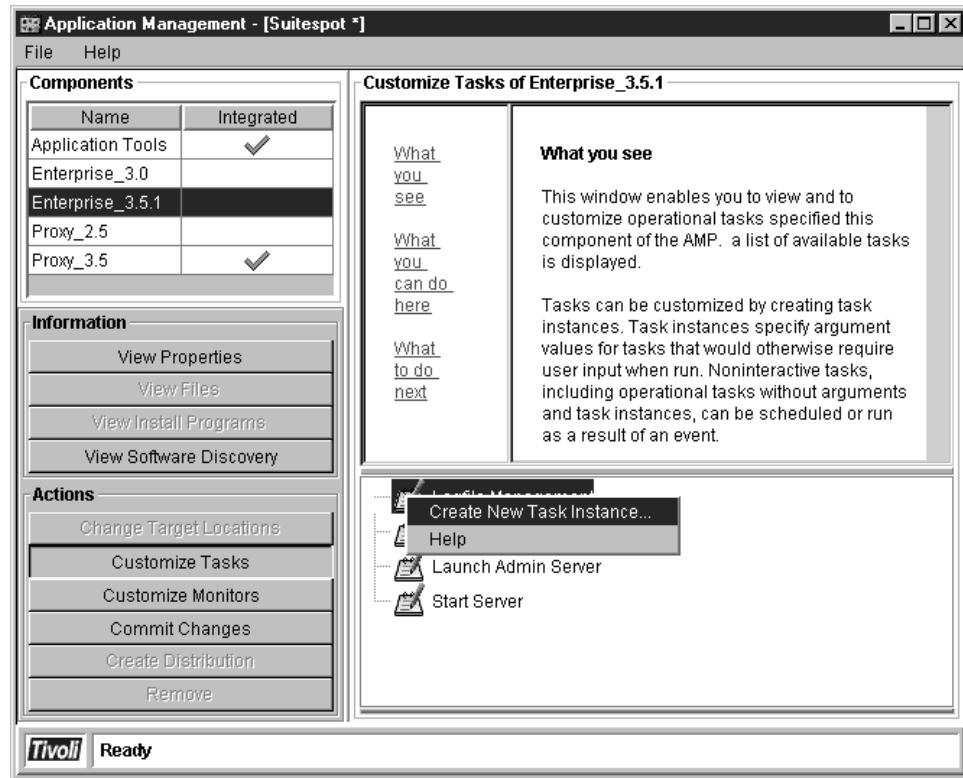 Application Management - [Suitespot *]
File Help
Components
Name Integrated
Application Tools
Enterprise_3.0
Enterprise_3.5.1
Proxy_2.5
Proxy_3.5
Information
View Properties
View Files
View Install Programs
View Software Discovery
Actions
Change Target Locations
Customize Tasks
Customize Monitors
Commit Changes
Create Distribution
Remove
Customize Tasks of Enterprise_3.5.1
What
you
see
What
you
can do
here
What
to do
next
What you see
This window enables you to view and to
customize operational tasks specified this
component of the AMP. a list of available tasks
is displayed.
Tasks can be customized by creating task
instances. Task instances specify argument
values for tasks that would otherwise require
user input when run. Noninteractive tasks,
including operational tasks without arguments
and task instances, can be scheduled or run
as a result of an event.
Logfile Management
Create New Task Instance...
Help
Launch Admin Server
Start Server
Tivoli Ready